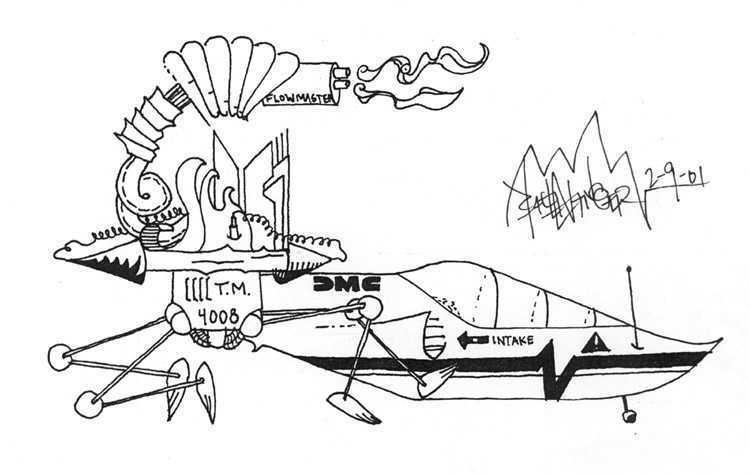 FLOWMASTER
2-9-01
DMC
T.M.
4008
INTAKE